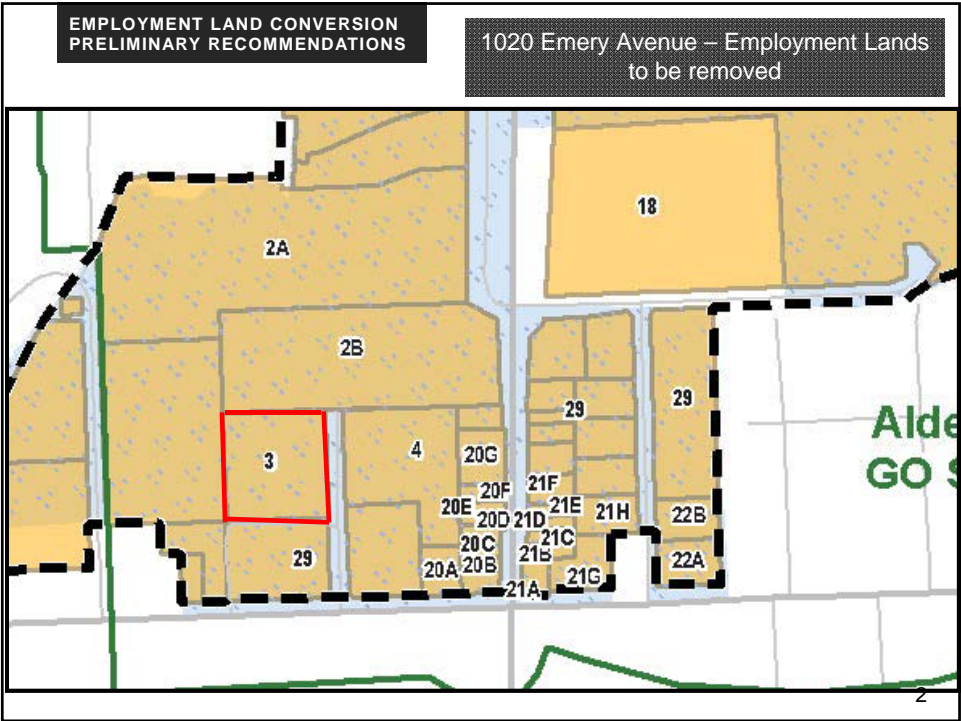 EMPLOYMENT LAND CONVERSION
PRELIMINARY RECOMMENDATIONS
1020 Emery Avenue – Employment Lands
to be removed
18
2A
2B
29
29
Alde
GO S
3
4
20G
21F
20F
20E
21E
21H
22B
20D
21D
21C
20C
21B
29
20A
20B
22A
21G
21A
2